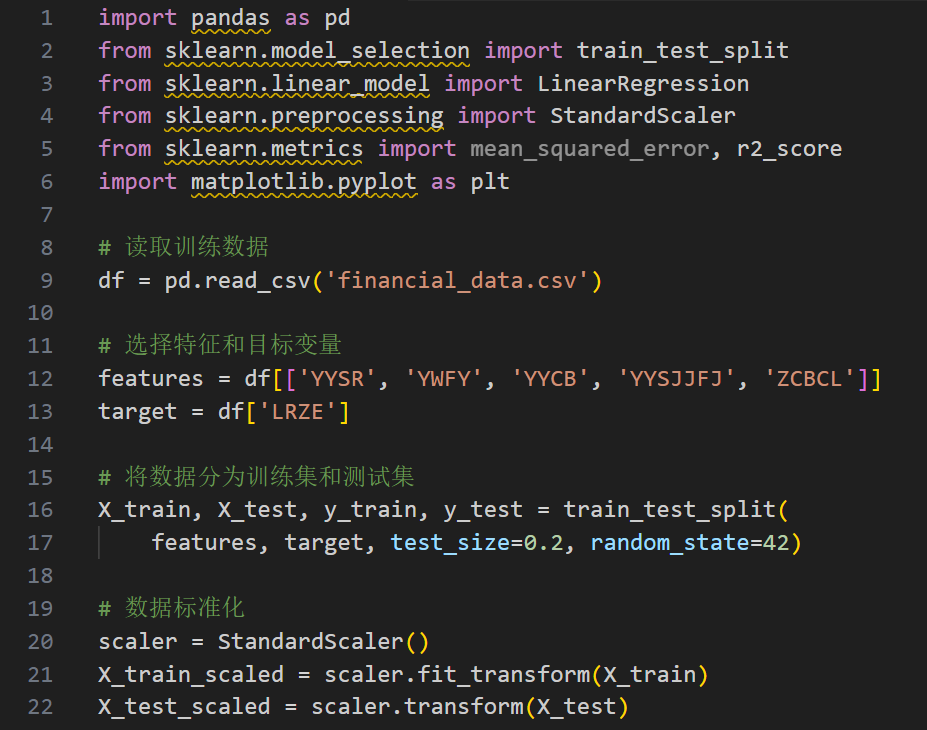 1 import pandas as pd
2 from sklearn.model_selection import train_test_split
3 from sklearn.linear_model import LinearRegression
4 from sklearn.preprocessing import StandardScaler
5 from sklearn.metrics import mean_squared_error, r2_score
6 import matplotlib.pyplot as plt
7
8 # 读取训练数据
9 df = pd.read_csv('financial_data.csv')
10
11 # 选择特征和目标变量
12 features = df[['YYSR', 'YWFY', 'YYCB', 'YYSJJFJ', 'ZCBCL']]
13 target = df['LRZE']
14
15 # 将数据分为训练集和测试集
16 X_train, X_test, y_train, y_test = train_test_split(
17     features, target, test_size=0.2, random_state=42)
18
19 # 数据标准化
20 scaler = StandardScaler()
21 X_train_scaled = scaler.fit_transform(X_train)
22 X_test_scaled = scaler.transform(X_test)